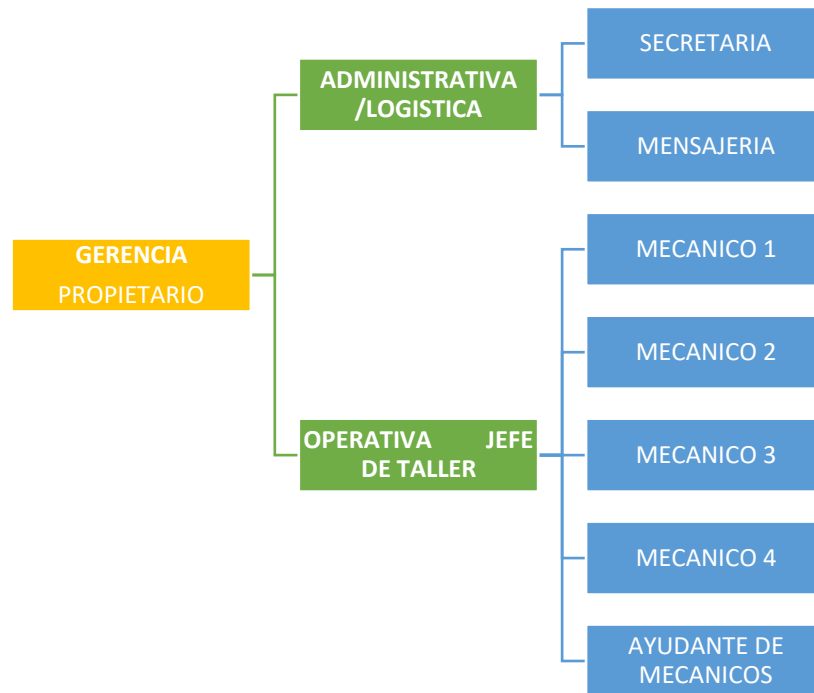 GERENCIA
PROPIETARIO
ADMINISTRATIVA
/LOGISTICA
SECRETARIA
MENSAJERIA
OPERATIVA JEFE
DE TALLER
MECANICO 1
MECANICO 2
MECANICO 3
MECANICO 4
AYUDANTE DE
MECANICOS